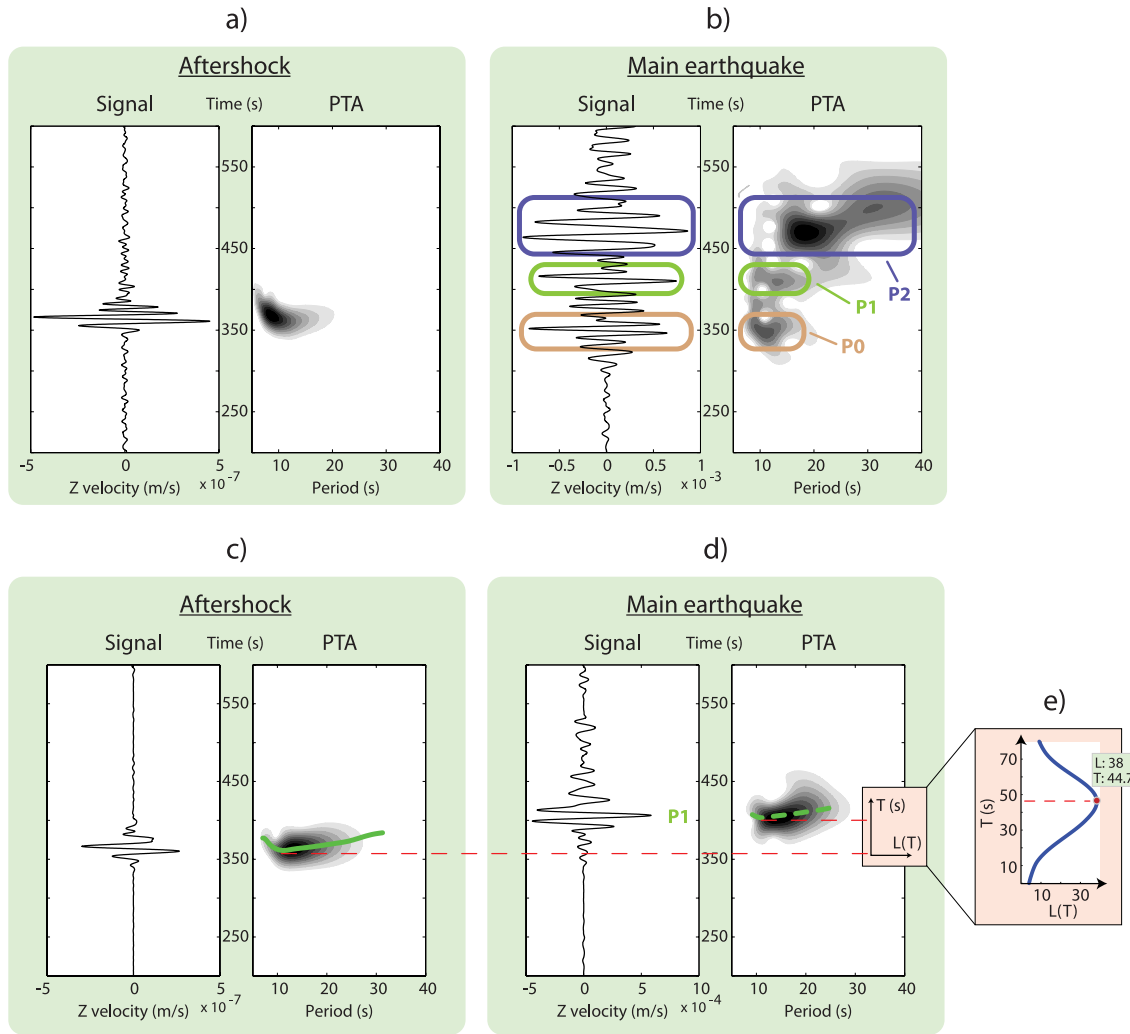 a)
Aftershock
Signal Time (s) PTA
550
450
350
250
-5 0 5 10 20 30 40
Z velocity (m/s) x 10 -7 Period (s)
b)
Main earthquake
Signal Time (s) PTA
550
450
350
250
P2
P1
P0
-1 -0.5 0 0.5 1 10 20 30 40
Z velocity (m/s) x 10 -3 Period (s)
c)
Aftershock
Signal Time (s) PTA
550
450
350
250
-5 0 5 10 20 30 40
Z velocity (m/s) x 10 -7 Period (s)
d)
Main earthquake
Signal Time (s) PTA
550
450
P1
350
250
T (s)
L(T)
-5 0 5 10 20 30 40
Z velocity (m/s) x 10 -4 Period (s)
e)
70
L: 38
T: 44.7
50
T (s)
30
10
10 30
L(T)